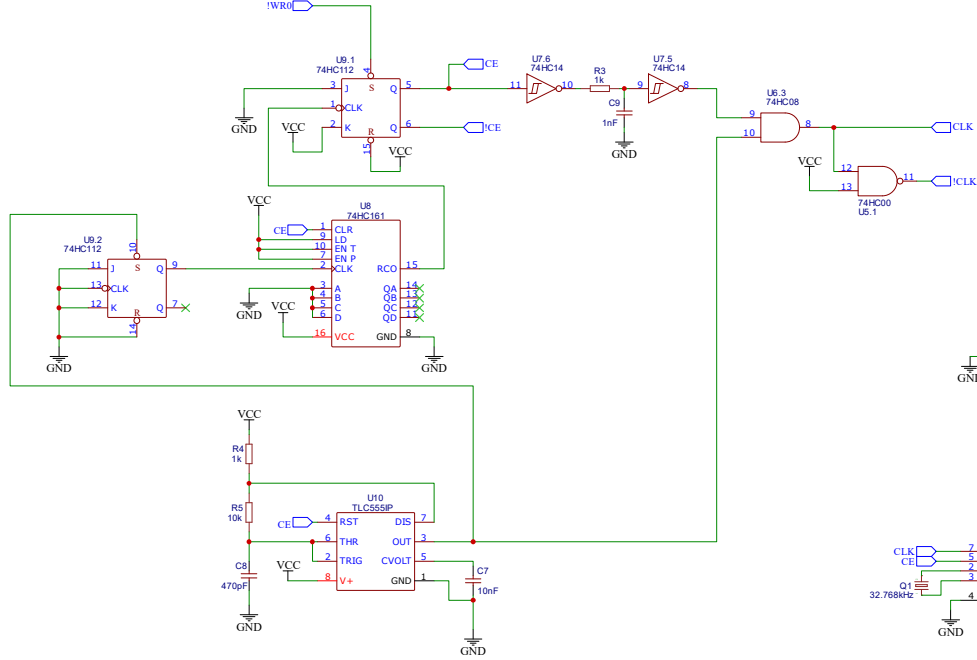 !WR0
U9.1
74HC112
4
S
3 J Q 5
CE
1 CLK
2 K Q 6
!CE
R
15
GND
VCC
VCC
U7.6
74HC14
11 10
R3
1k
C9
1nF
GND
U7.5
74HC14
9 8
U6.3
74HC08
9
10
8
CLK
VCC
12
13
11
!CLK
74HC00
U5.1
VCC
U8
74HC161
CE
1 CLR
9 LD
10 EN T
7 EN P
2 CLK RCO 15
3 A QA 14
4 B QB 13
5 C QC 12
6 D QD 11
16 VCC GND 8
GND
VCC
GND
U9.2
74HC112
10
S
11 J Q 9
13 CLK
12 K Q 7
R
14
GND
VCC
R4
1k
R5
10k
C8
470pF
GND
U10
TLC555IP
CE
4 RST DIS 7
6 THR OUT 3
2 TRIG CVOLT 5
8 V+ GND 1
VCC
C7
10nF
GND
GND
CLK 7
CE 5
2
3
Q1
32.768kHz
4
GND